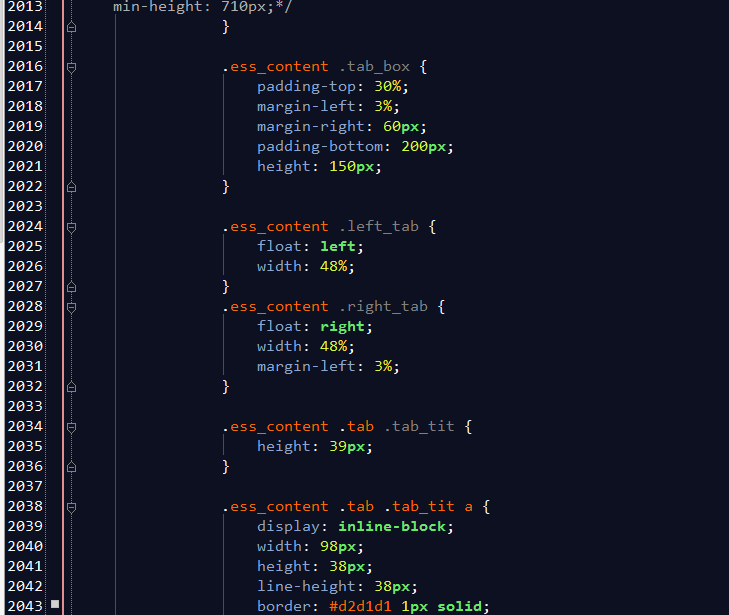 2013 min-height: 710px;*/
2014 }
2015
2016 .ess_content .tab_box {
2017 padding-top: 30%;
2018 margin-left: 3%;
2019 margin-right: 60px;
2020 padding-bottom: 200px;
2021 height: 150px;
2022 }
2023
2024 .ess_content .left_tab {
2025 float: left;
2026 width: 48%;
2027 }
2028 .ess_content .right_tab {
2029 float: right;
2030 width: 48%;
2031 margin-left: 3%;
2032 }
2033
2034 .ess_content .tab .tab_tit {
2035 height: 39px;
2036 }
2037
2038 .ess_content .tab .tab_tit a {
2039 display: inline-block;
2040 width: 98px;
2041 height: 38px;
2042 line-height: 38px;
2043 border: #d2d1d1 1px solid;